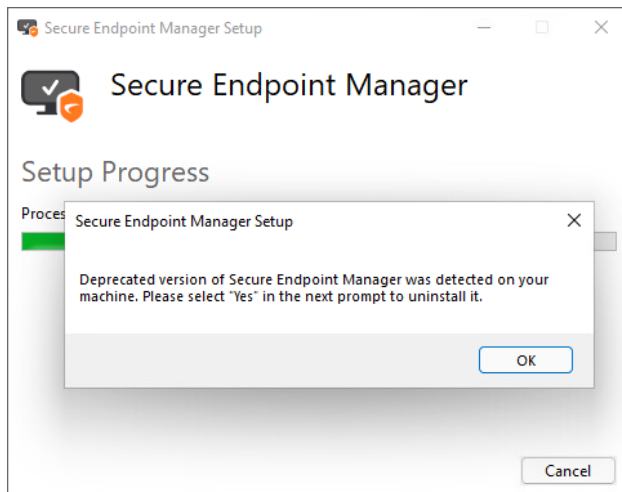 Secure Endpoint Manager Setup
Secure Endpoint Manager
Setup Progress
Proces
Secure Endpoint Manager Setup
Deprecated version of Secure Endpoint Manager was detected on your
machine. Please select "Yes" in the next prompt to uninstall it.
OK
Cancel